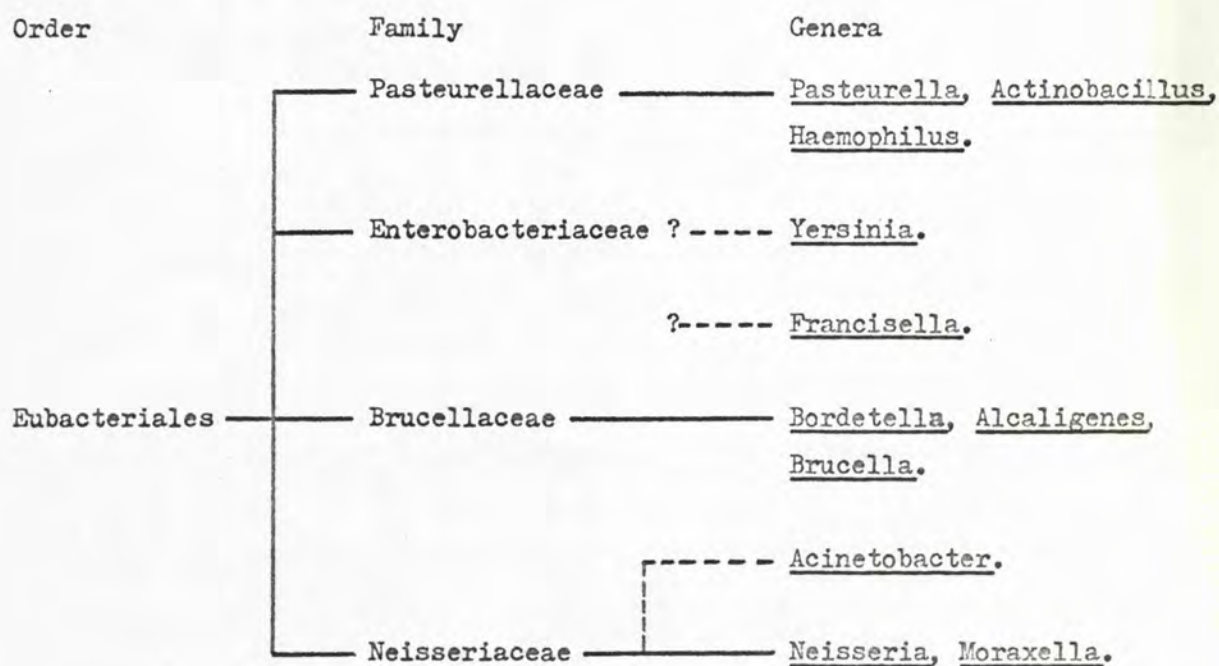 Order Family Genera
Pasteurellaceae Pasteurella, Actinobacillus,
Haemophilus.
Enterobacteriaceae ? Yersinia.
? Francisella.
Eubacteriales Brucellaceae Bordetella, Alcaligenes,
Brucella.
Acinetobacter.
Neisseriaceae Neisseria, Moraxella.